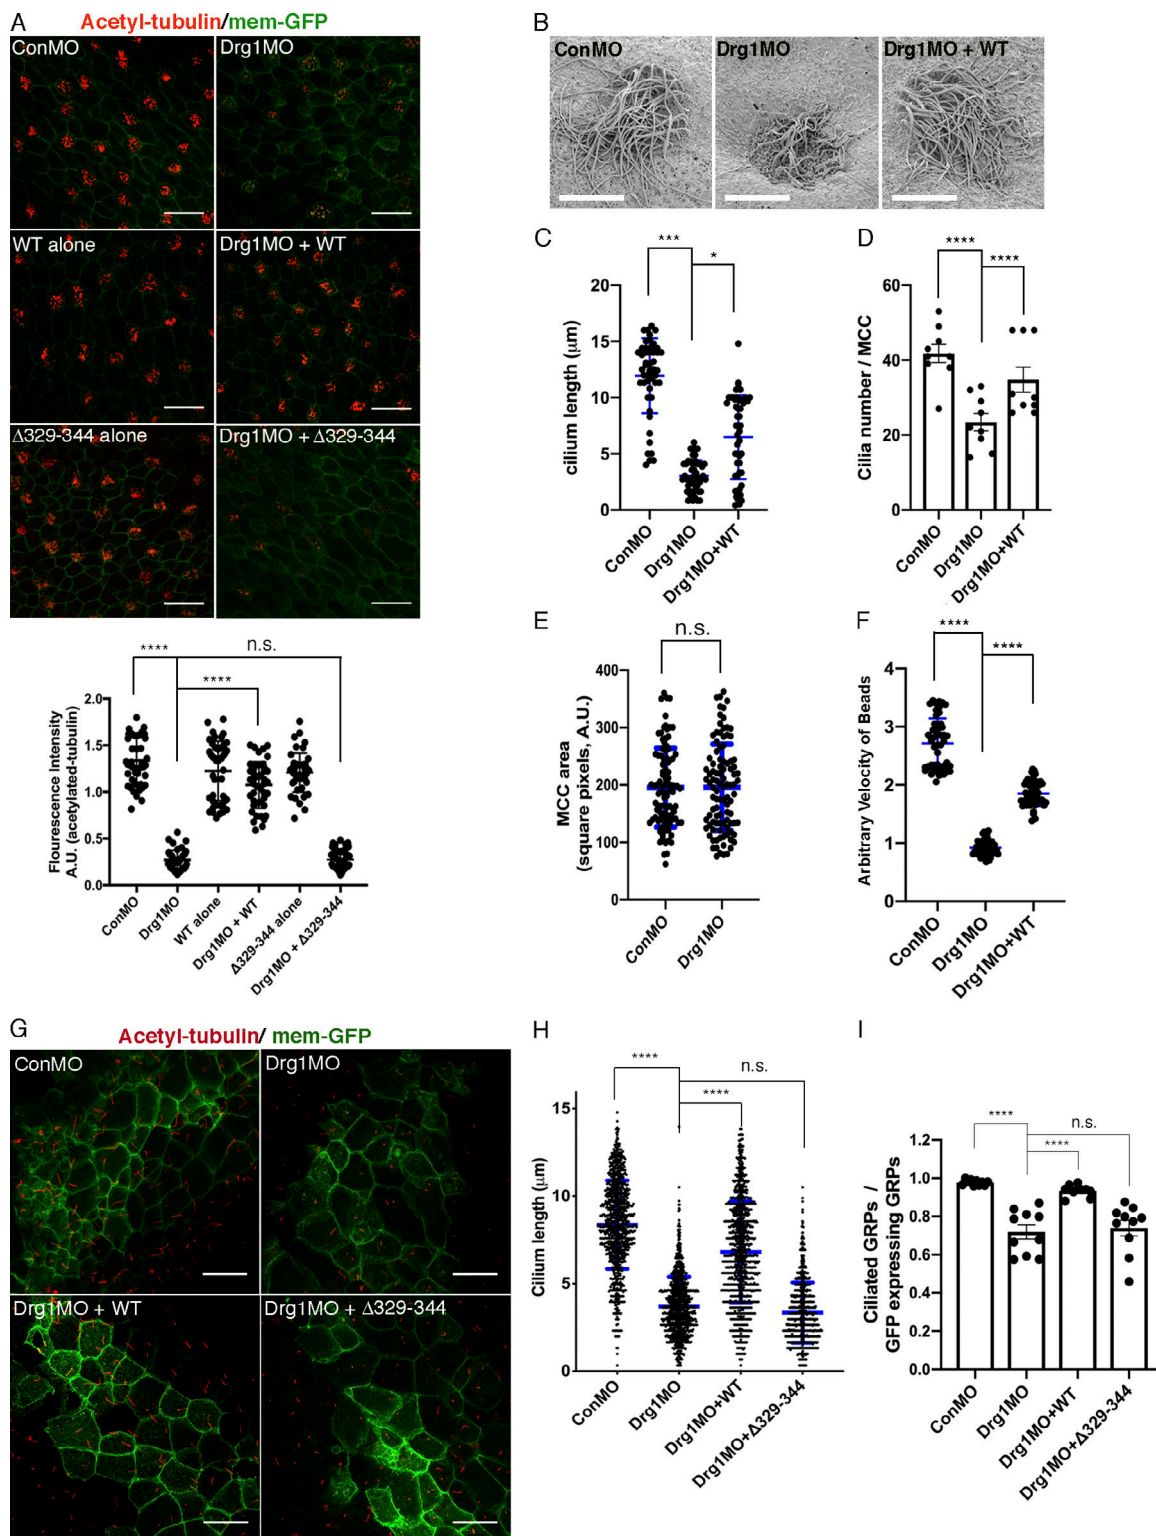 A
Acetyl-tubulin/mem-GFP
ConMO
Drg1MO
WT alone
Drg1MO + WT
Δ329-344 alone
Drg1MO + Δ329-344
****
n.s.
****
Flourescence Intensity
A.U. (acetylated-tubulin)
2.0
1.5
1.0
0.5
0.0
ConMO
Drg1MO
WT alone
Drg1MO + WT
Δ329-344 alone
Drg1MO + Δ329-344
B
ConMO
Drg1MO
Drg1MO + WT
C
***
*
cilium length (µm)
20
15
10
5
0
ConMO
Drg1MO
Drg1MO+WT
D
****
****
Cilia number / MCC
60
40
20
0
ConMO
Drg1MO
Drg1MO+WT
E
n.s.
MCC area
(square pixels, A.U.)
400
300
200
100
0
ConMO
Drg1MO
F
****
****
Arbitrary Velocity of Beads
4
3
2
1
0
ConMO
Drg1MO
Drg1MO+WT
G
Acetyl-tubulin/ mem-GFP
ConMO
Drg1MO
Drg1MO + WT
Drg1MO + Δ329-344
H
****
n.s.
****
Cilium length (µm)
15
10
5
0
ConMO
Drg1MO
Drg1MO+WT
Drg1MO+Δ329-344
I
****
n.s.
****
Ciliated GRPs /
GFP expressing GRPs
1.2
1.0
0.8
0.6
0.4
0.2
0.0
ConMO
Drg1MO
Drg1MO+WT
Drg1MO+Δ329-344